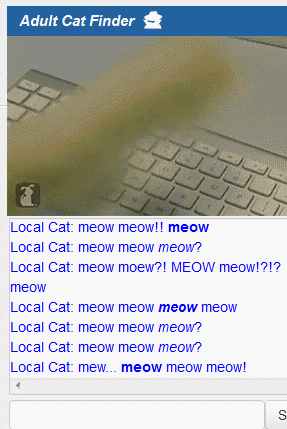 Adult Cat Finder
Local Cat: meow meow!! meow
Local Cat: meow meow meow?
Local Cat: meow moew?! MEOW meow!?!?
meow
Local Cat: meow meow meow meow
Local Cat: meow meow meow?
Local Cat: meow meow meow?
Local Cat: mew... meow meow meow!
S